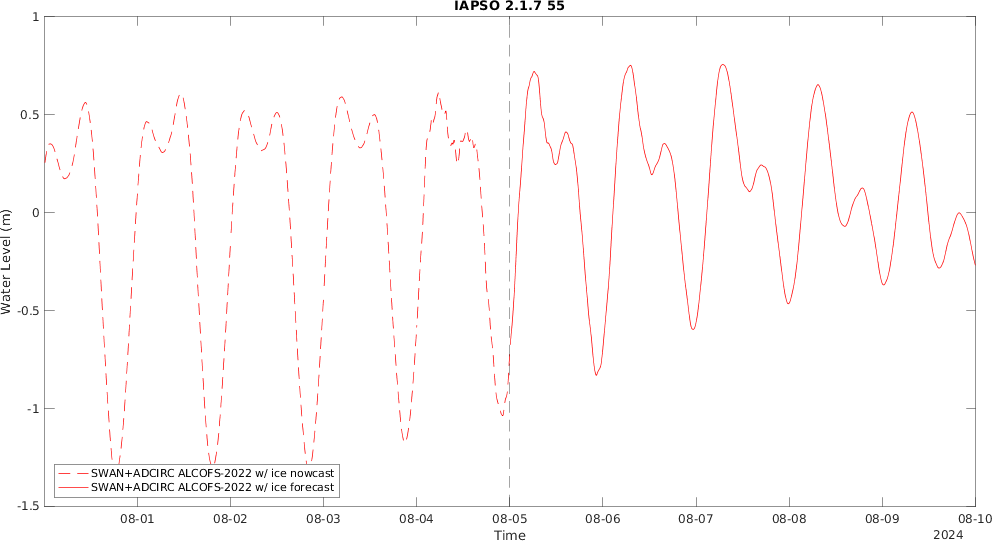 IAPSO 2.1.7 55
1
0.5
0
-0.5
-1
-1.5
Water Level (m)
SWAN+ADCIRC ALCOFS-2022 w/ ice nowcast
SWAN+ADCIRC ALCOFS-2022 w/ ice forecast
08-01 08-02 08-03 08-04 08-05 08-06 08-07 08-08 08-09 08-10
Time
2024